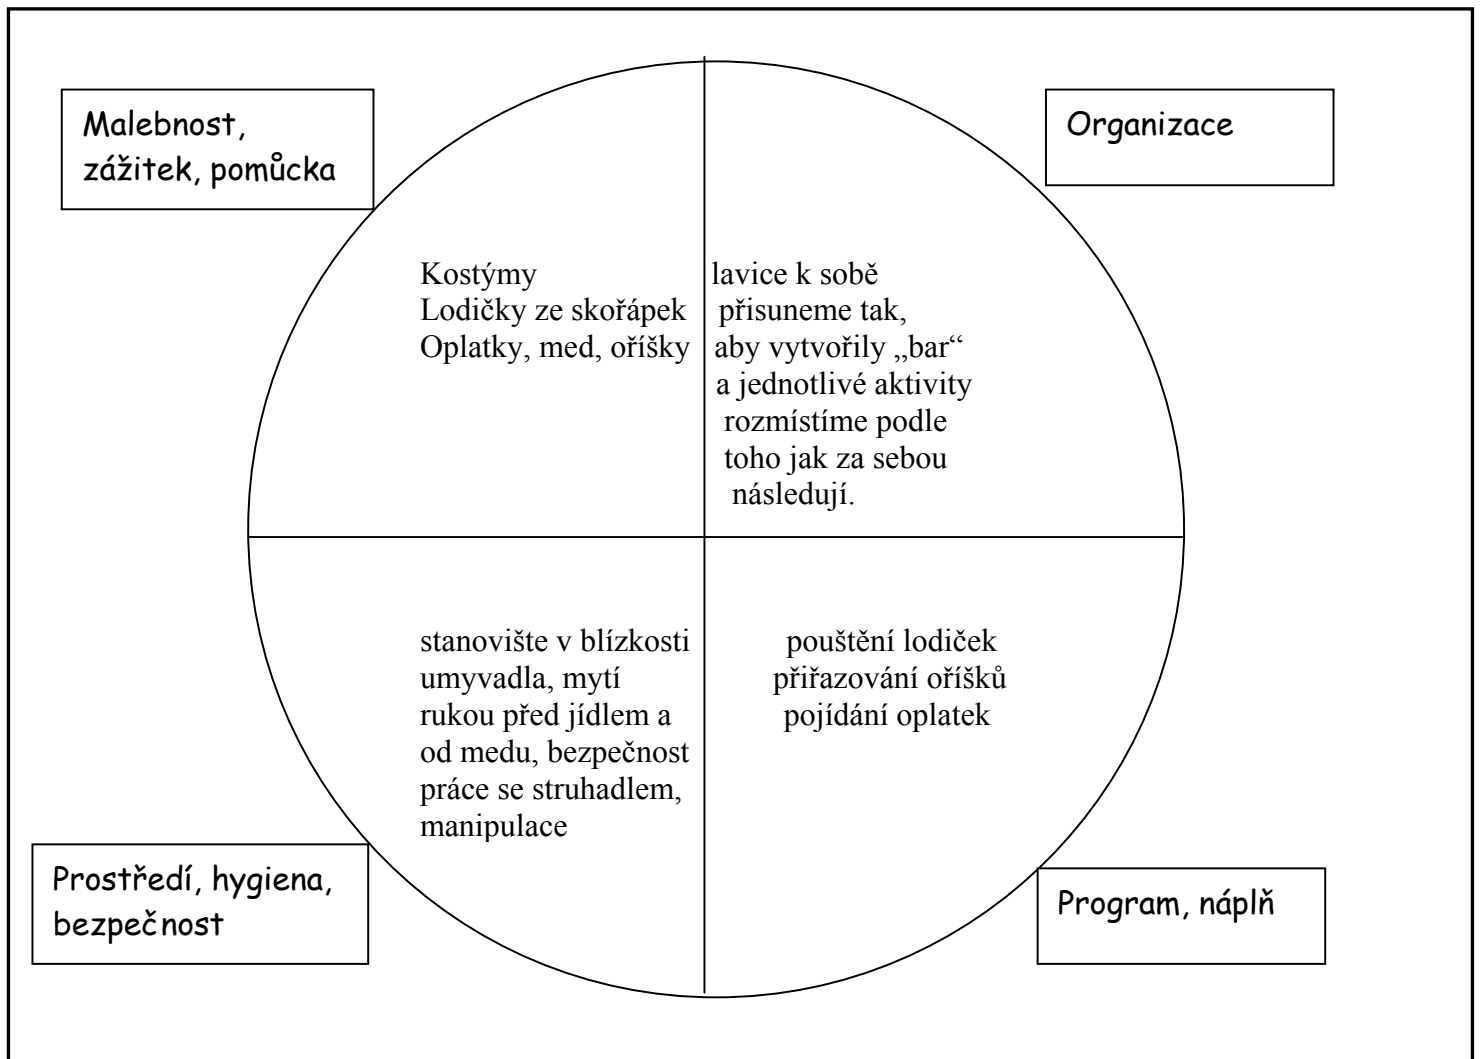 Malebnost,
zážitek, pomůcka
Organizace
Kostýmy
Lodičky ze skořápek
Oplatky, med, oříšky
lavice k sobě
přisuneme tak,
aby vytvořily „bar“
a jednotlivé aktivity
rozmístíme podle
toho jak za sebou
následují.
stanoviště v blízkosti
umyvadla, mytí
rukou před jídlem a
od medu, bezpečnost
práce se struhadlem,
manipulace
pouštění lodiček
přiřazování oříšků
pojídání oplatek
Prostředí, hygiena,
bezpečnost
Program, náplň